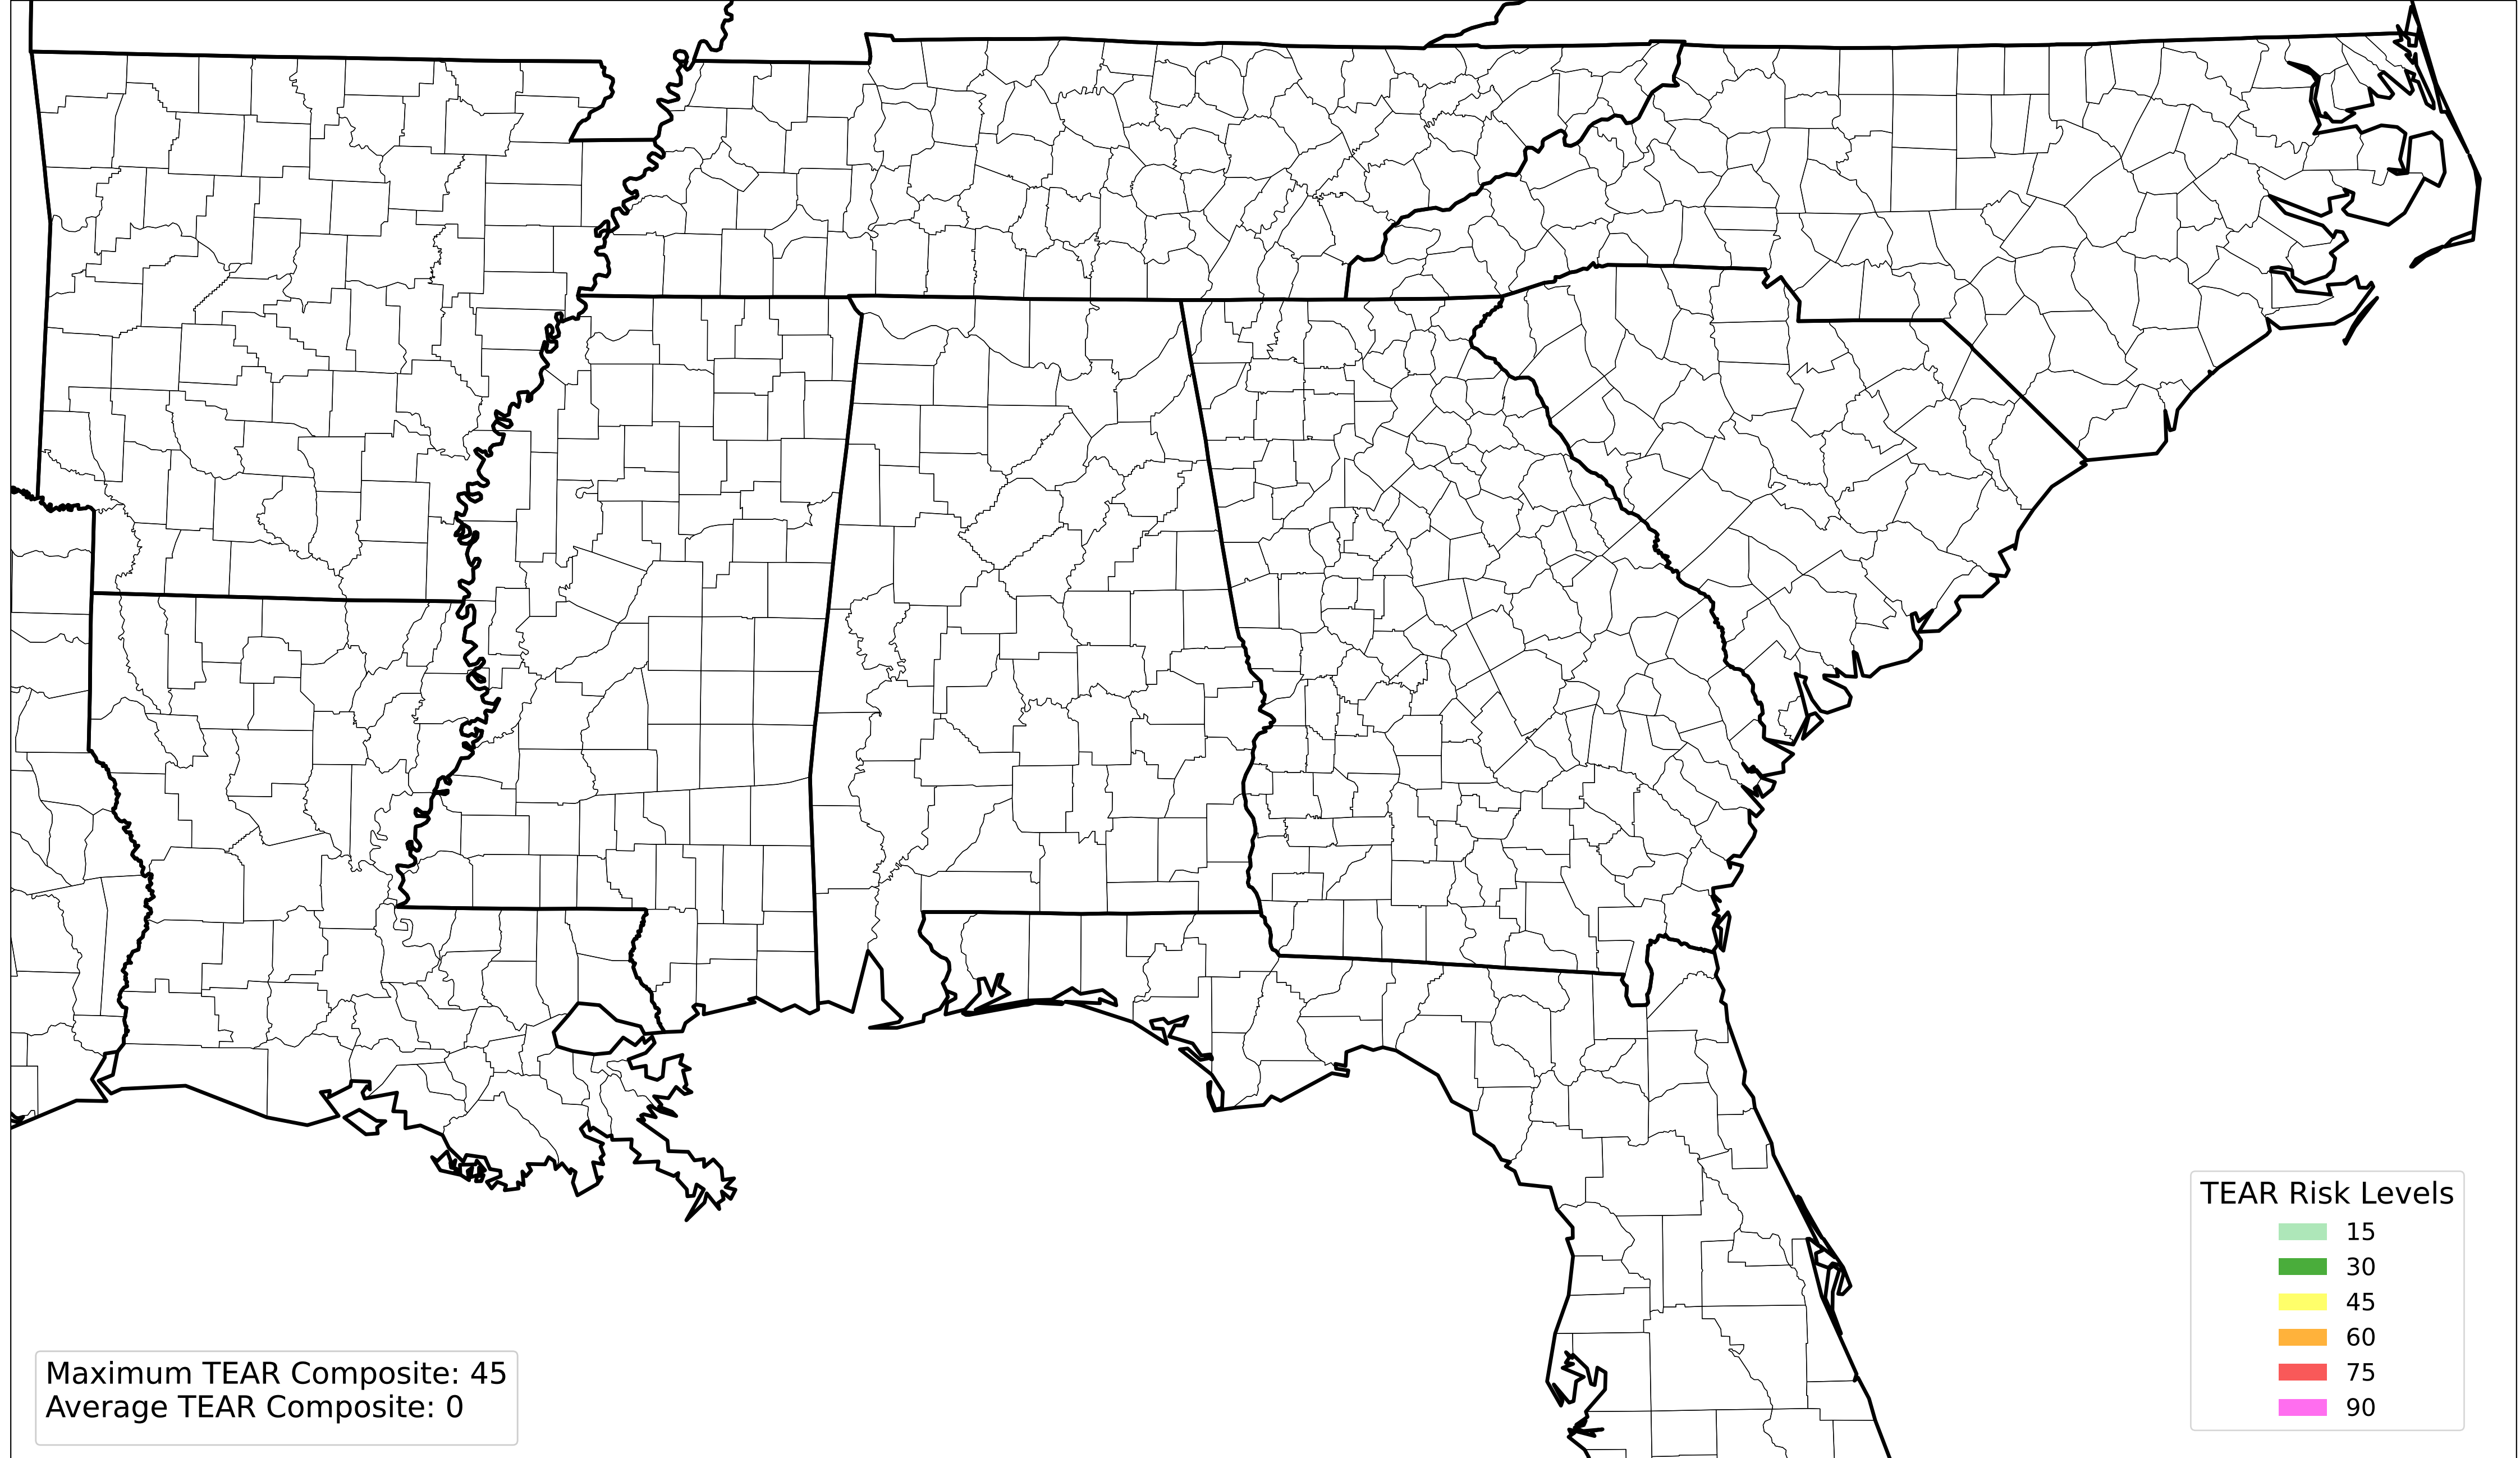 TEAR Risk Levels
15
30
45
60
75
90
Maximum TEAR Composite: 45
Average TEAR Composite: 0